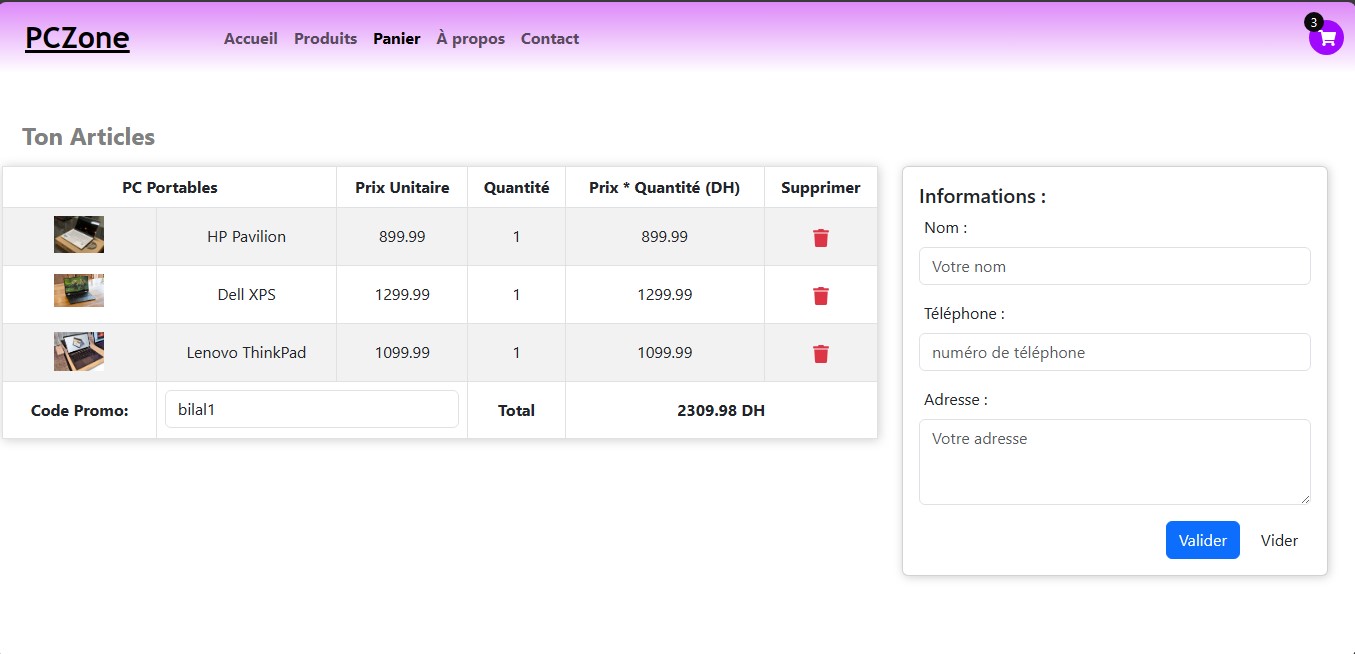 PCZone
Accueil Produits Panier À propos Contact
3
Ton Articles
PC Portables Prix Unitaire Quantité Prix * Quantité (DH) Supprimer
HP Pavilion 899.99 1 899.99
Dell XPS 1299.99 1 1299.99
Lenovo ThinkPad 1099.99 1 1099.99
Code Promo: bilal1 Total 2309.98 DH
Informations :
Nom :
Votre nom
Téléphone :
numéro de téléphone
Adresse :
Votre adresse
Valider Vider